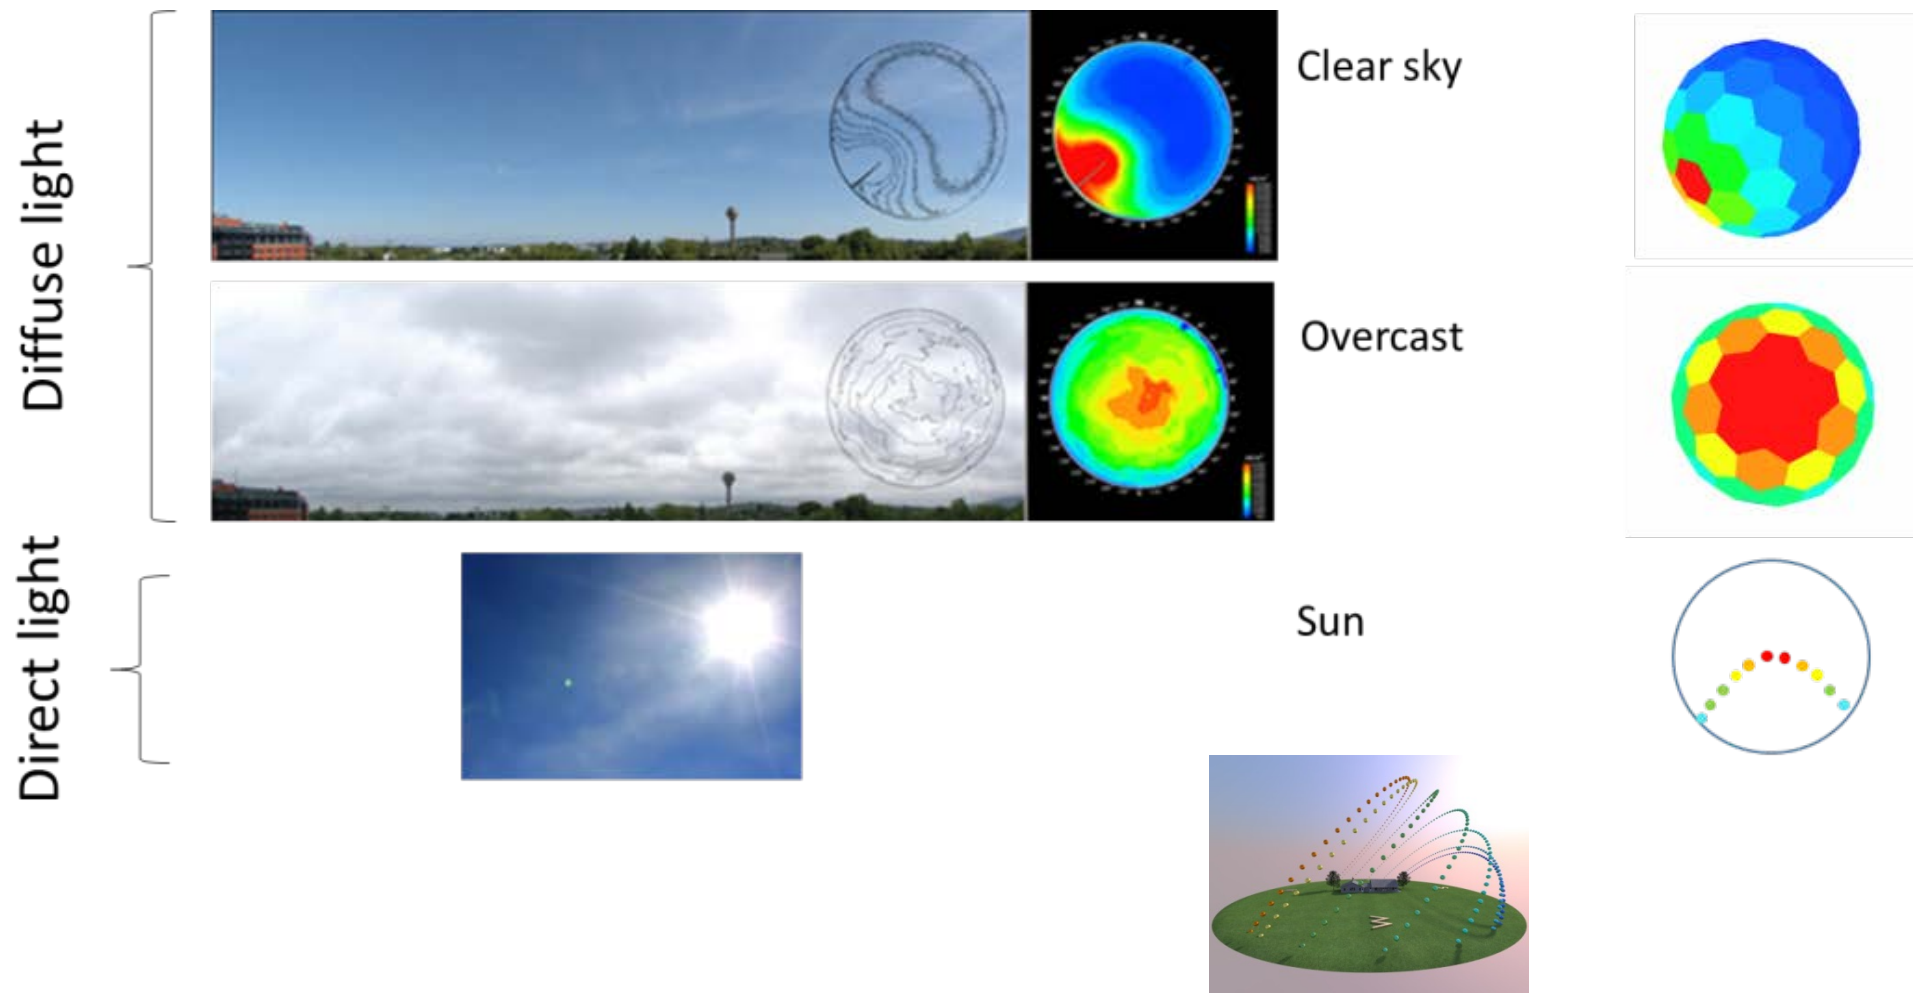 Diffuse light
Clear sky
Overcast
Direct light
Sun
W